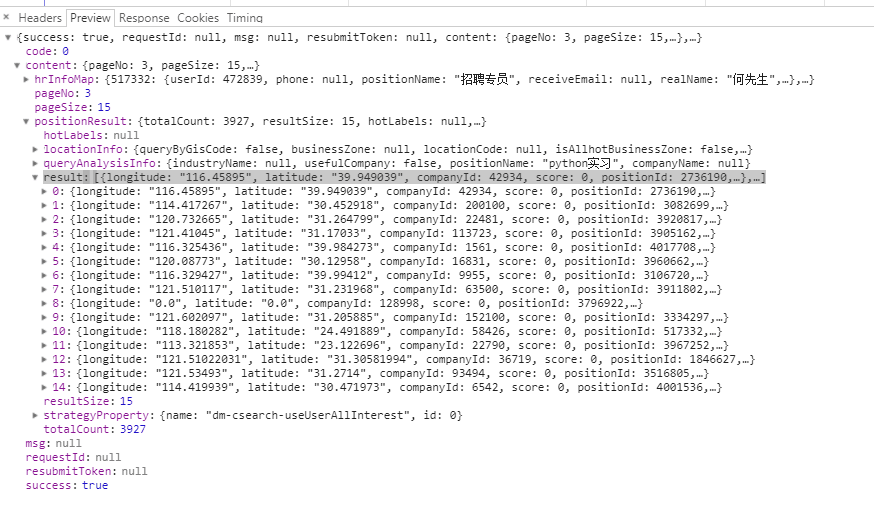 × Headers Preview Response Cookies Timing
▼{success: true, requestId: null, msg: null, resubmitToken: null, content: {pageNo: 3, pageSize: 15,…},…}
code: 0
▼content: {pageNo: 3, pageSize: 15,…}
▶hrInfoMap: {517332: {userId: 472839, phone: null, positionName: "招聘专员", receiveEmail: null, realName: "何先生",…},…}
pageNo: 3
pageSize: 15
▼positionResult: {totalCount: 3927, resultSize: 15, hotLabels: null,…}
hotLabels: null
▶locationInfo: {queryByGisCode: false, businessZone: null, locationCode: null, isAllhotBusinessZone: false,…}
▶queryAnalysisInfo: {industryName: null, usefulCompany: false, positionName: "python实习", companyName: null}
▼result: [{longitude: "116.45895", latitude: "39.949039", companyId: 42934, score: 0, positionId: 2736190,…},…]
▶0: {longitude: "116.45895", latitude: "39.949039", companyId: 42934, score: 0, positionId: 2736190,…}
▶1: {longitude: "114.417267", latitude: "30.452918", companyId: 200100, score: 0, positionId: 3082699,…}
▶2: {longitude: "120.732665", latitude: "31.264799", companyId: 22481, score: 0, positionId: 3920817,…}
▶3: {longitude: "121.41045", latitude: "31.17033", companyId: 113723, score: 0, positionId: 3905162,…}
▶4: {longitude: "116.325436", latitude: "39.984273", companyId: 1561, score: 0, positionId: 4017708,…}
▶5: {longitude: "120.08773", latitude: "30.12958", companyId: 16831, score: 0, positionId: 3960662,…}
▶6: {longitude: "116.329427", latitude: "39.99412", companyId: 9955, score: 0, positionId: 3106720,…}
▶7: {longitude: "121.510117", latitude: "31.231968", companyId: 63500, score: 0, positionId: 3911802,…}
▶8: {longitude: "0.0", latitude: "0.0", companyId: 128998, score: 0, positionId: 3796922,…}
▶9: {longitude: "121.602097", latitude: "31.205885", companyId: 152100, score: 0, positionId: 3334297,…}
▶10: {longitude: "118.180282", latitude: "24.491889", companyId: 58426, score: 0, positionId: 517332,…}
▶11: {longitude: "113.321853", latitude: "23.122696", companyId: 22790, score: 0, positionId: 3967252,…}
▶12: {longitude: "121.51022031", latitude: "31.30581994", companyId: 36719, score: 0, positionId: 1846627,…}
▶13: {longitude: "121.53493", latitude: "31.2714", companyId: 93494, score: 0, positionId: 3516805,…}
▶14: {longitude: "114.419939", latitude: "30.471973", companyId: 6542, score: 0, positionId: 4001536,…}
resultSize: 15
▶strategyProperty: {name: "dm-csearch-useUserAllInterest", id: 0}
totalCount: 3927
msg: null
requestId: null
resubmitToken: null
success: true